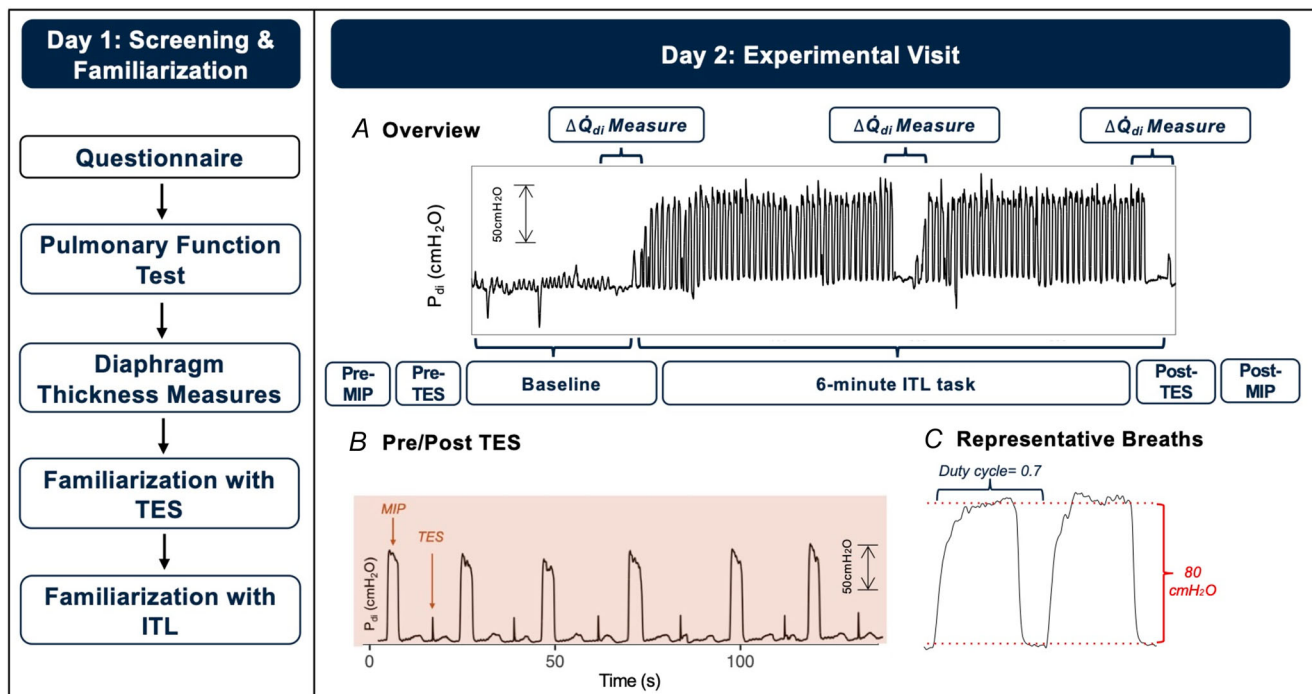 Day 1: Screening &
Familiarization
Questionnaire
Pulmonary Function
Test
Diaphragm
Thickness Measures
Familiarization with
TES
Familiarization with
ITL
Day 2: Experimental Visit
A Overview
ΔQ̇di Measure
ΔQ̇di Measure
ΔQ̇di Measure
50cmH₂O
Pdi (cmH₂O)
Pre-
MIP
Pre-
TES
Baseline
6-minute ITL task
Post-
TES
Post-
MIP
B Pre/Post TES
MIP
TES
50cmH₂O
Pdi (cmH₂O)
0
50
100
Time (s)
C Representative Breaths
Duty cycle= 0.7
80
cmH₂O